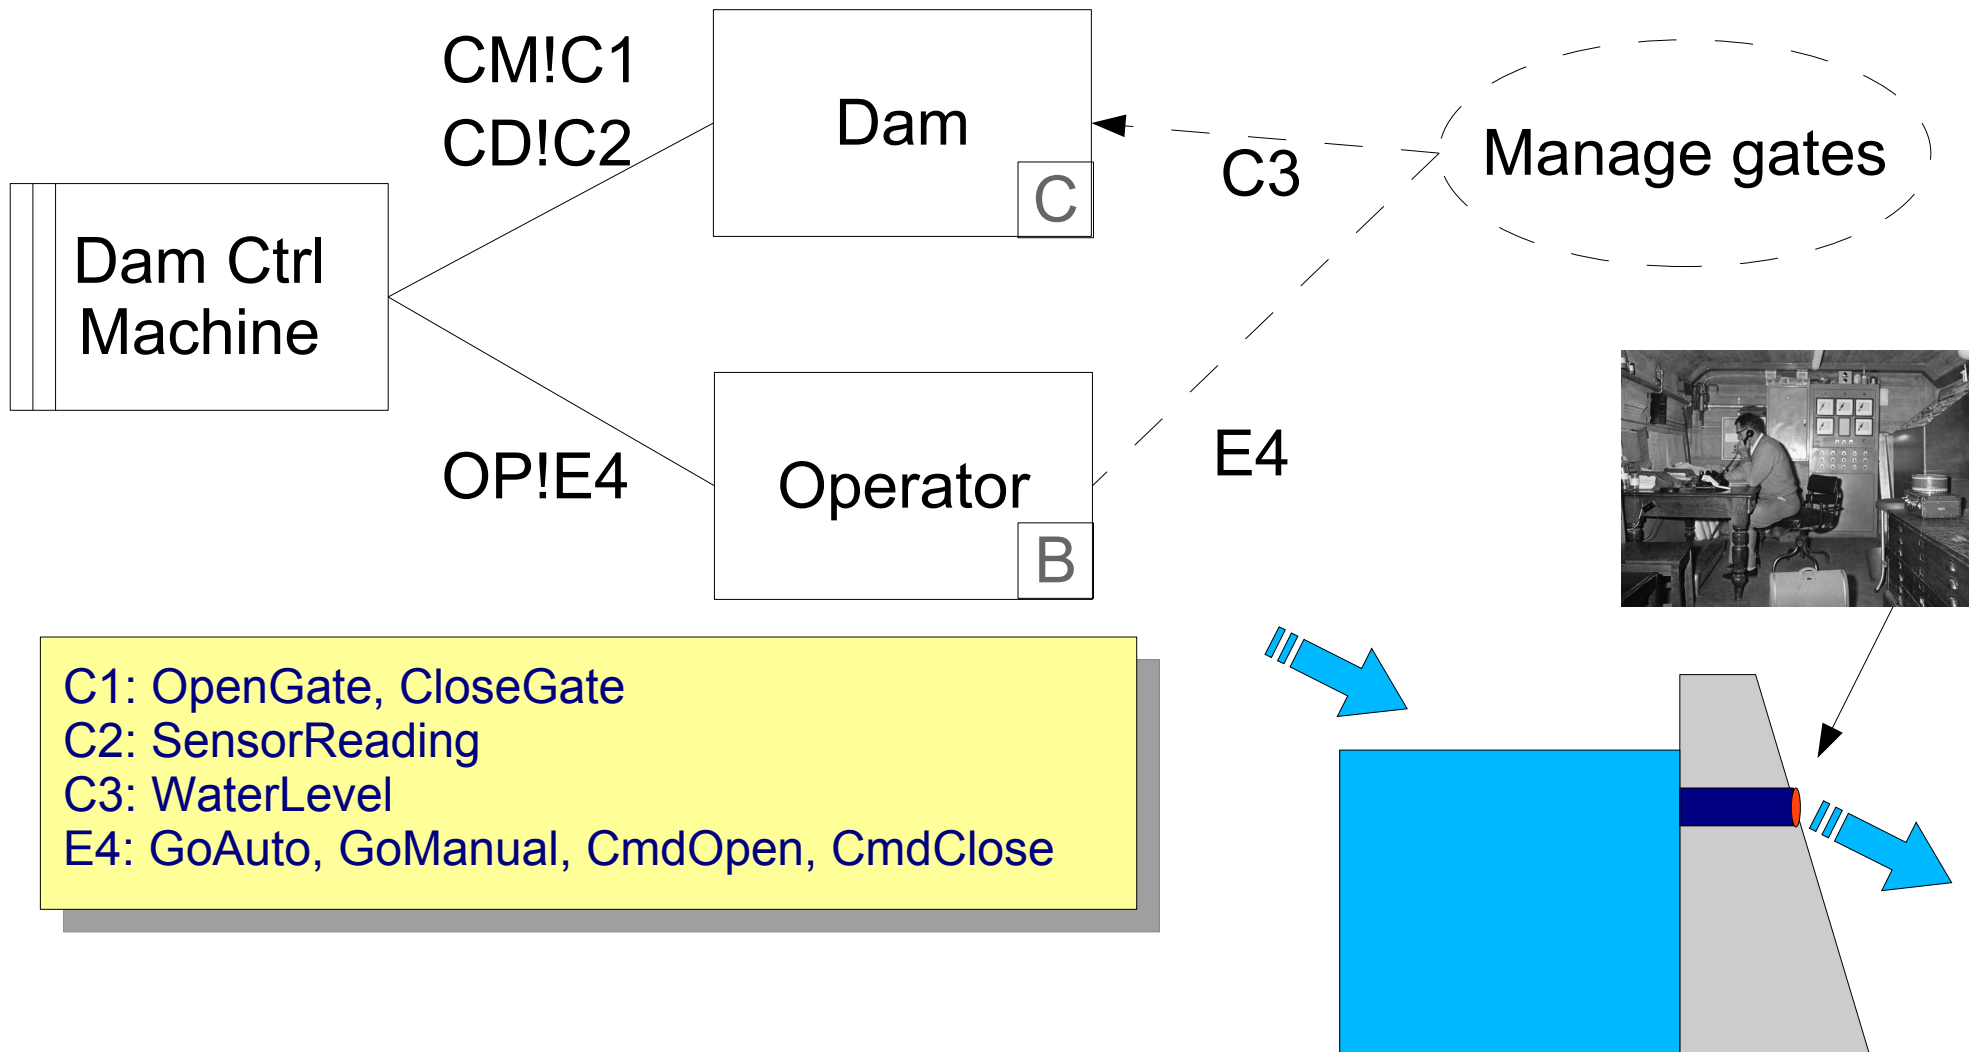 CM!C1
CD!C2
Dam
C
C3
Manage gates
Dam Ctrl
Machine
OP!E4
Operator
B
E4
C1: OpenGate, CloseGate
C2: SensorReading
C3: WaterLevel
E4: GoAuto, GoManual, CmdOpen, CmdClose